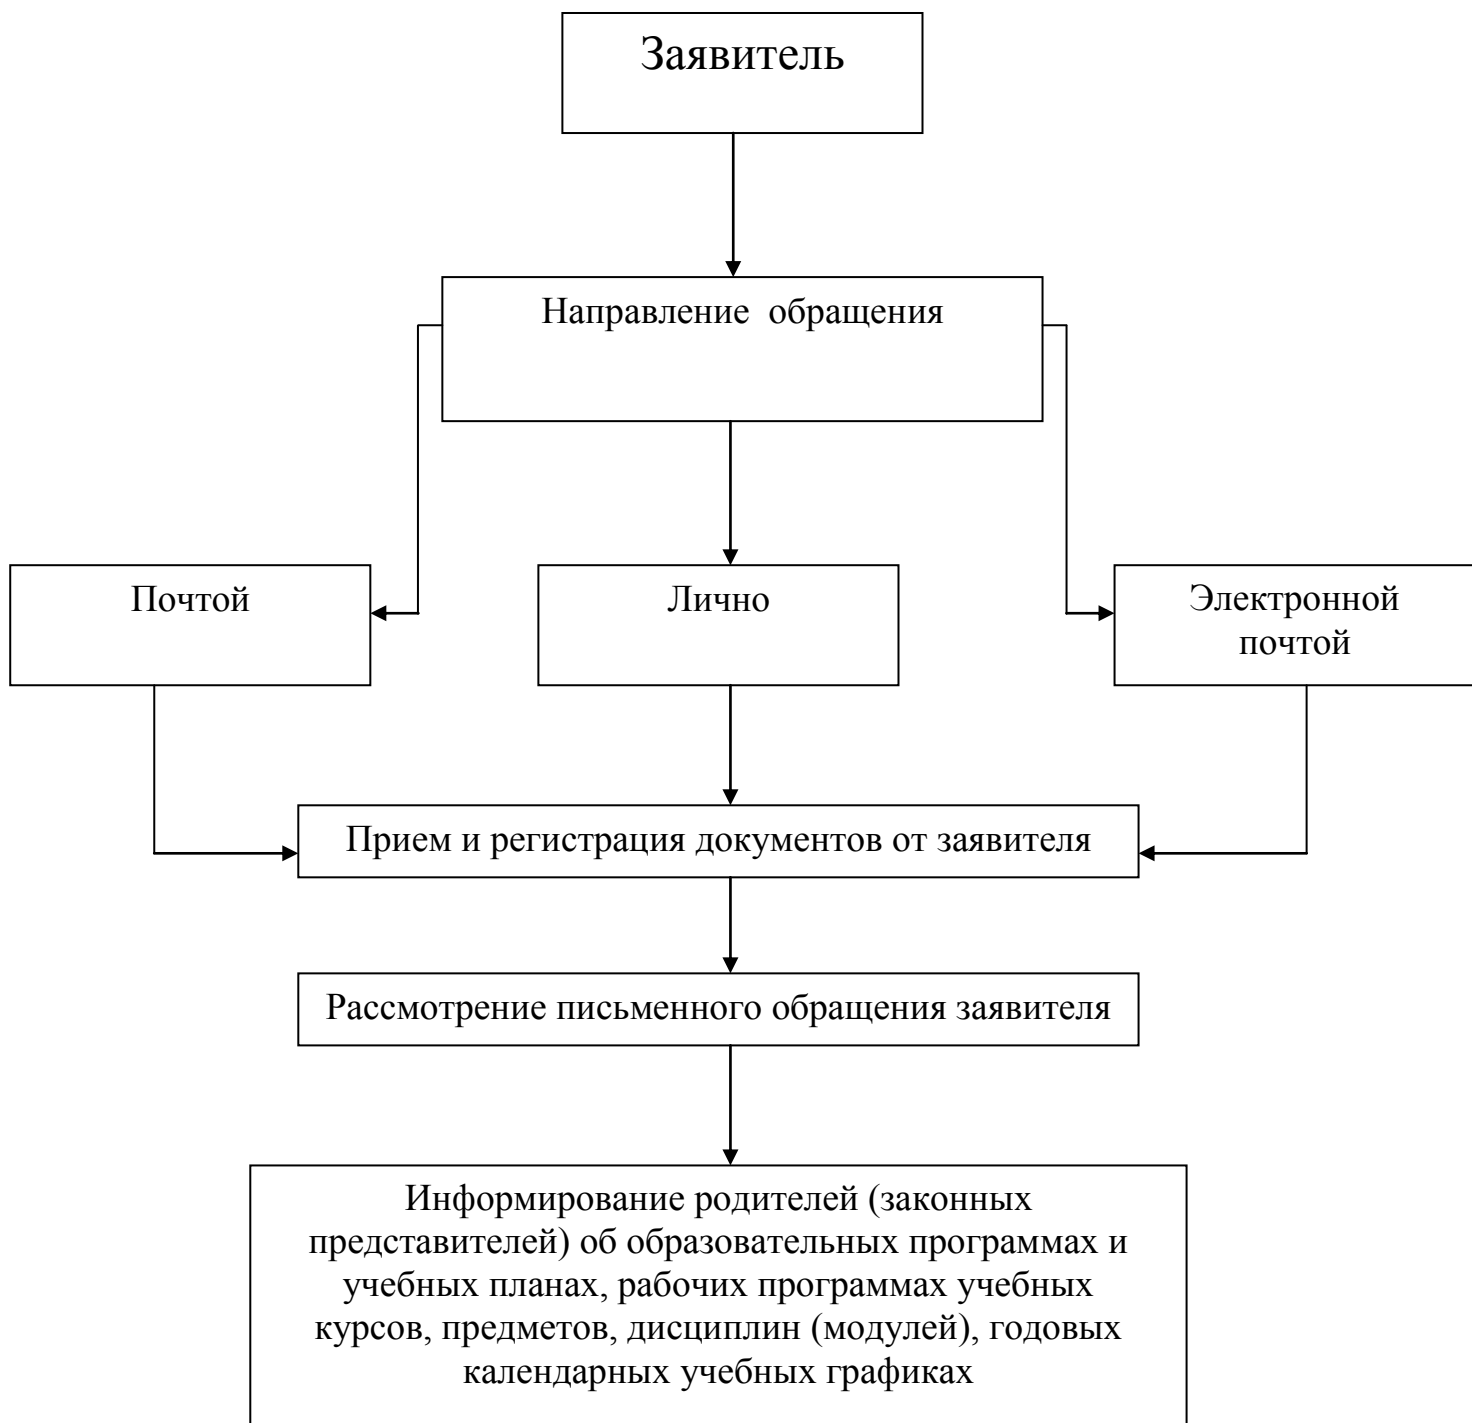 Заявитель
Направление  обращения
Почтой
Лично
Электронной
почтой
Прием и регистрация документов от заявителя
Рассмотрение письменного обращения заявителя
Информирование родителей (законных
представителей) об образовательных программах и
учебных планах, рабочих программах учебных
курсов, предметов, дисциплин (модулей), годовых
календарных учебных графиках